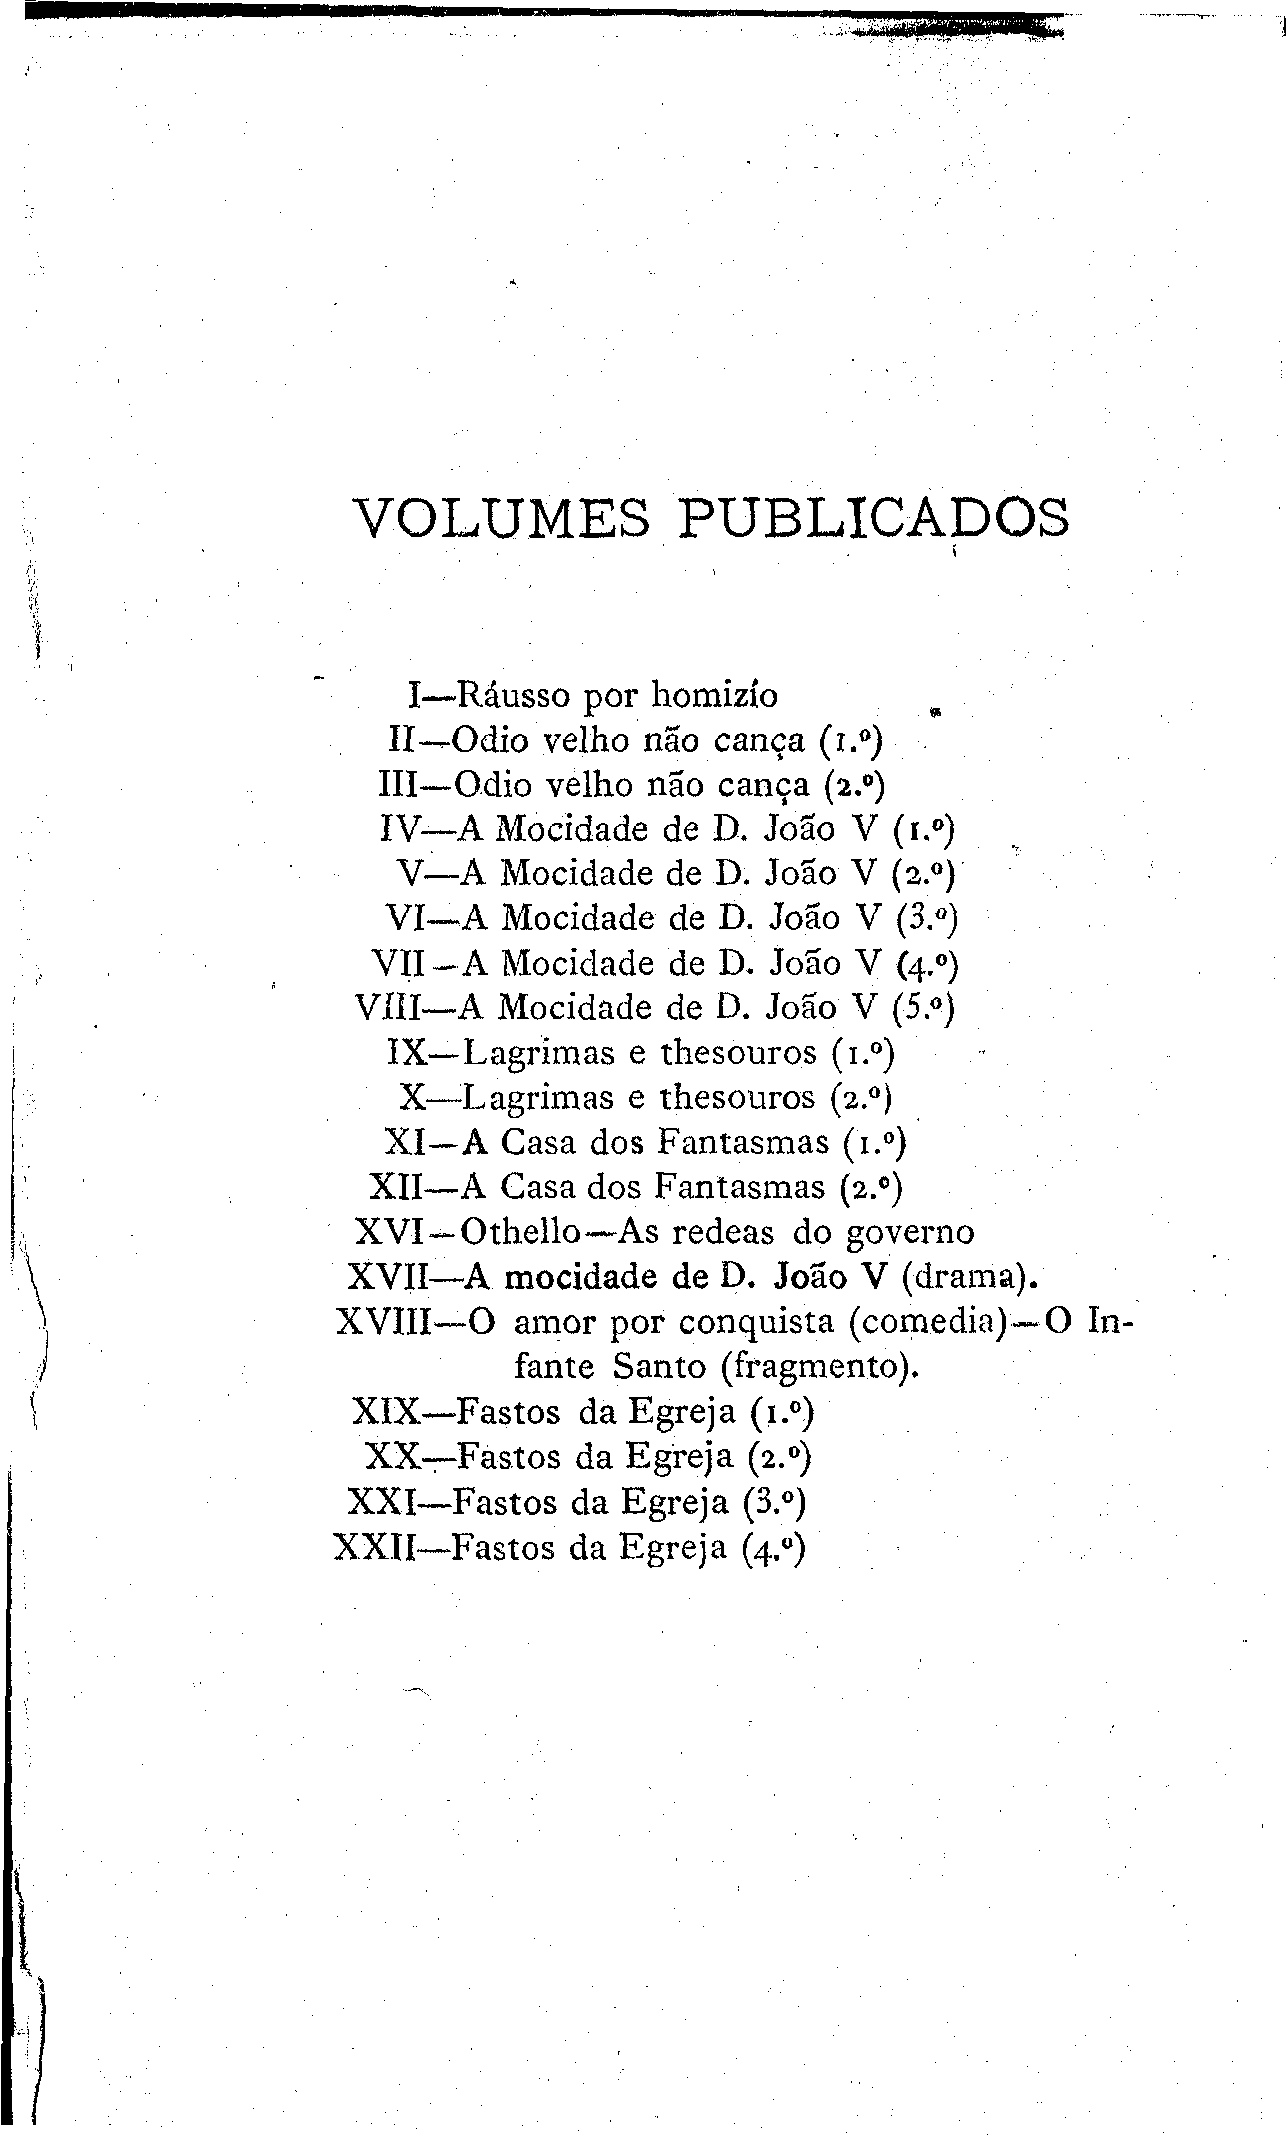 VOLUMES PUBLICADOS
I—Ráusso por homizío
II—Odio velho não cança (1.º)
III—Odio velho não cança (2.º)
IV—A Mocidade de D. João V (1.º)
V—A Mocidade de D. João V (2.º)
VI—A Mocidade de D. João V (3.º)
VII—A Mocidade de D. João V (4.º)
VIII—A Mocidade de D. João V (5.º)
IX—Lagrimas e thesouros (1.º)
X—Lagrimas e thesouros (2.º)
XI—A Casa dos Fantasmas (1.º)
XII—A Casa dos Fantasmas (2.º)
XVI—Othello—As redeas do governo
XVII—A mocidade de D. João V (drama).
XVIII—O amor por conquista (comedia)—O In-
fante Santo (fragmento).
XIX—Fastos da Egreja (1.º)
XX—Fastos da Egreja (2.º)
XXI—Fastos da Egreja (3.º)
XXII—Fastos da Egreja (4.º)